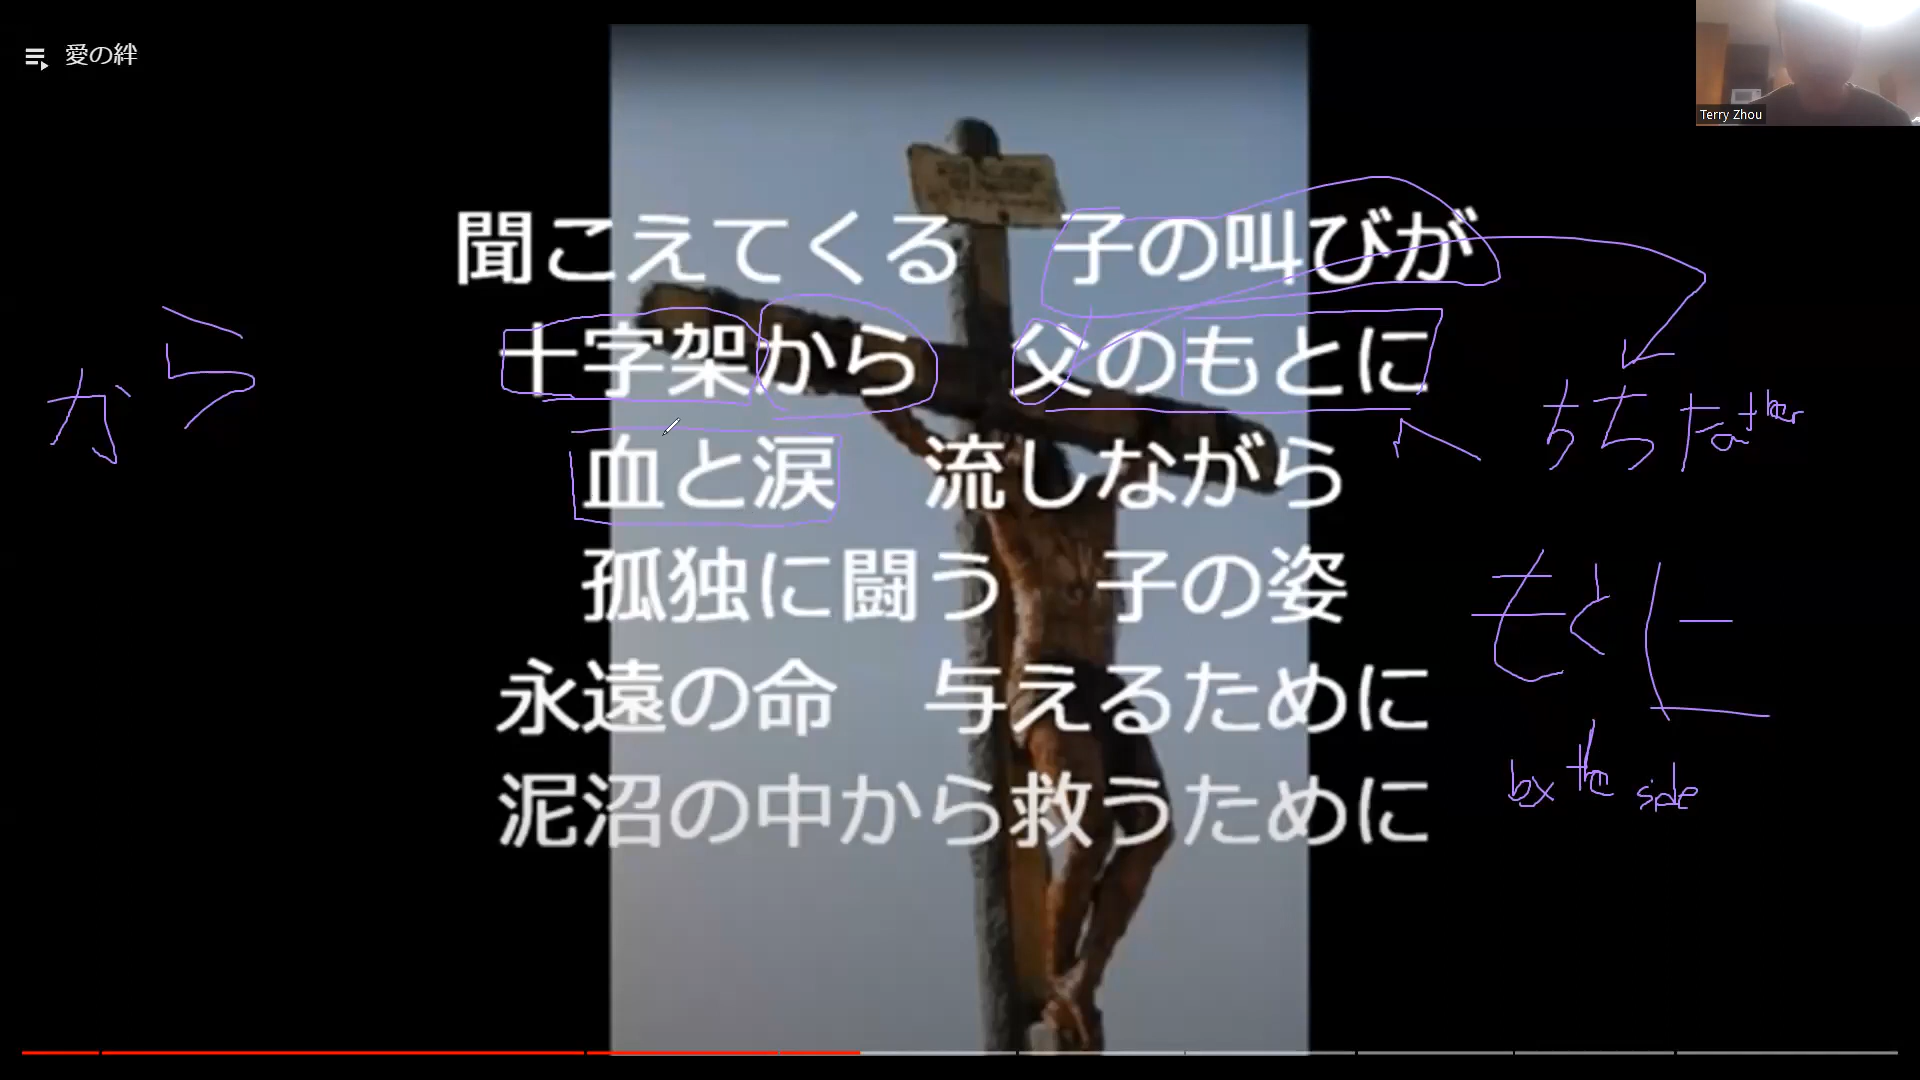 愛の絆
Terry Zhou
聞こえてくる 子の叫びが
十字架から 父のもとに
血と涙 流しながら
孤独に闘う 子の姿
永遠の命 与えるために
泥沼の中から救うために
から
ちち Father
もとに
by the side